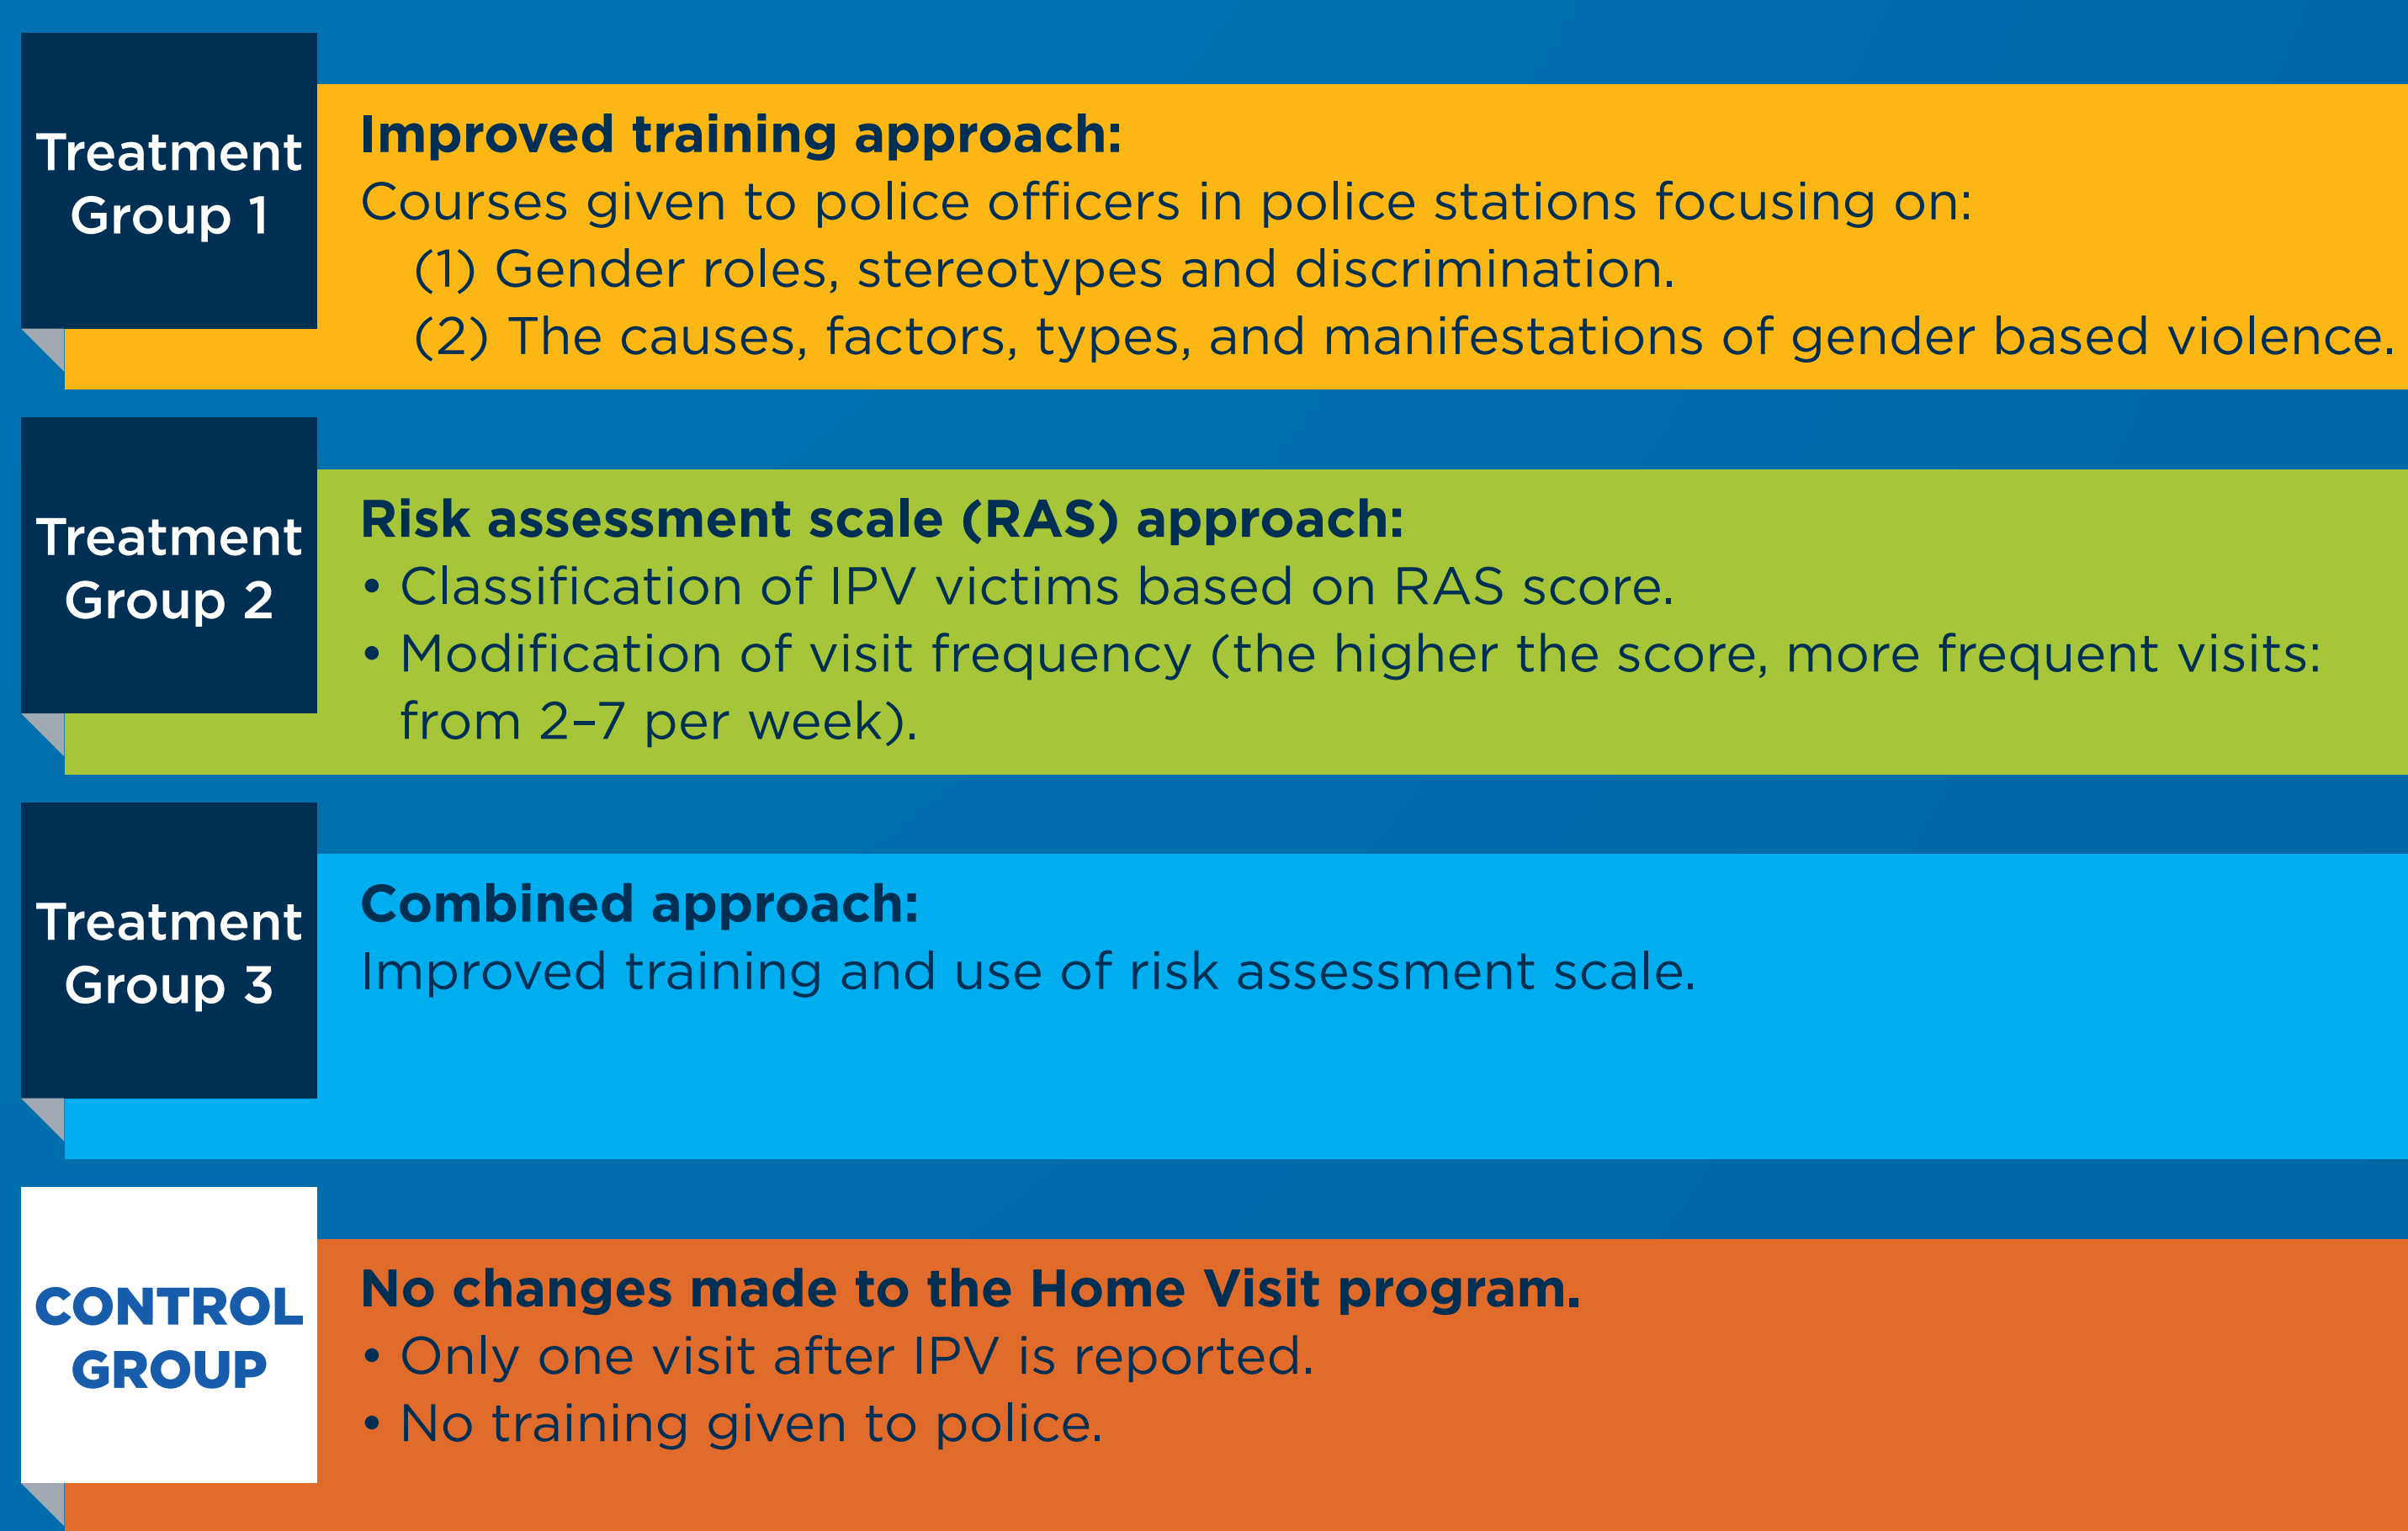 Treatment
Group 1
Improved training approach:
Courses given to police officers in police stations focusing on:
(1) Gender roles, stereotypes and discrimination.
(2) The causes, factors, types, and manifestations of gender based violence.
Treatment
Group 2
Risk assessment scale (RAS) approach:
• Classification of IPV victims based on RAS score.
• Modification of visit frequency (the higher the score, more frequent visits:
from 2–7 per week).
Treatment
Group 3
Combined approach:
Improved training and use of risk assessment scale.
CONTROL
GROUP
No changes made to the Home Visit program.
• Only one visit after IPV is reported.
• No training given to police.